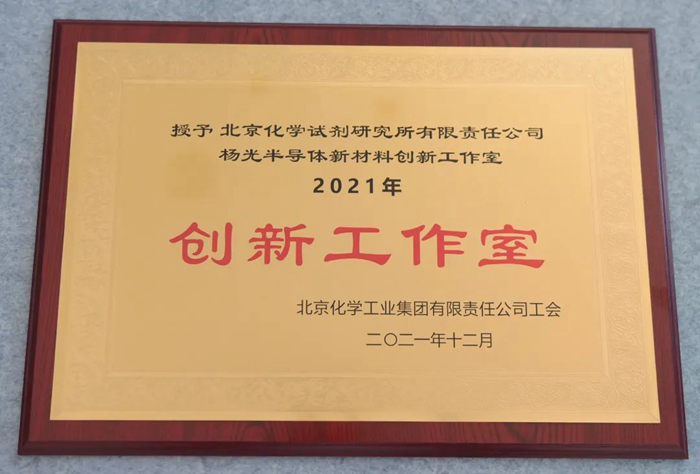 授予 北京化学试剂研究所有限责任公司
杨光半导体新材料创新工作室
2021年
创新工作室
北京化学工业集团有限责任公司工会
二〇二一年十二月